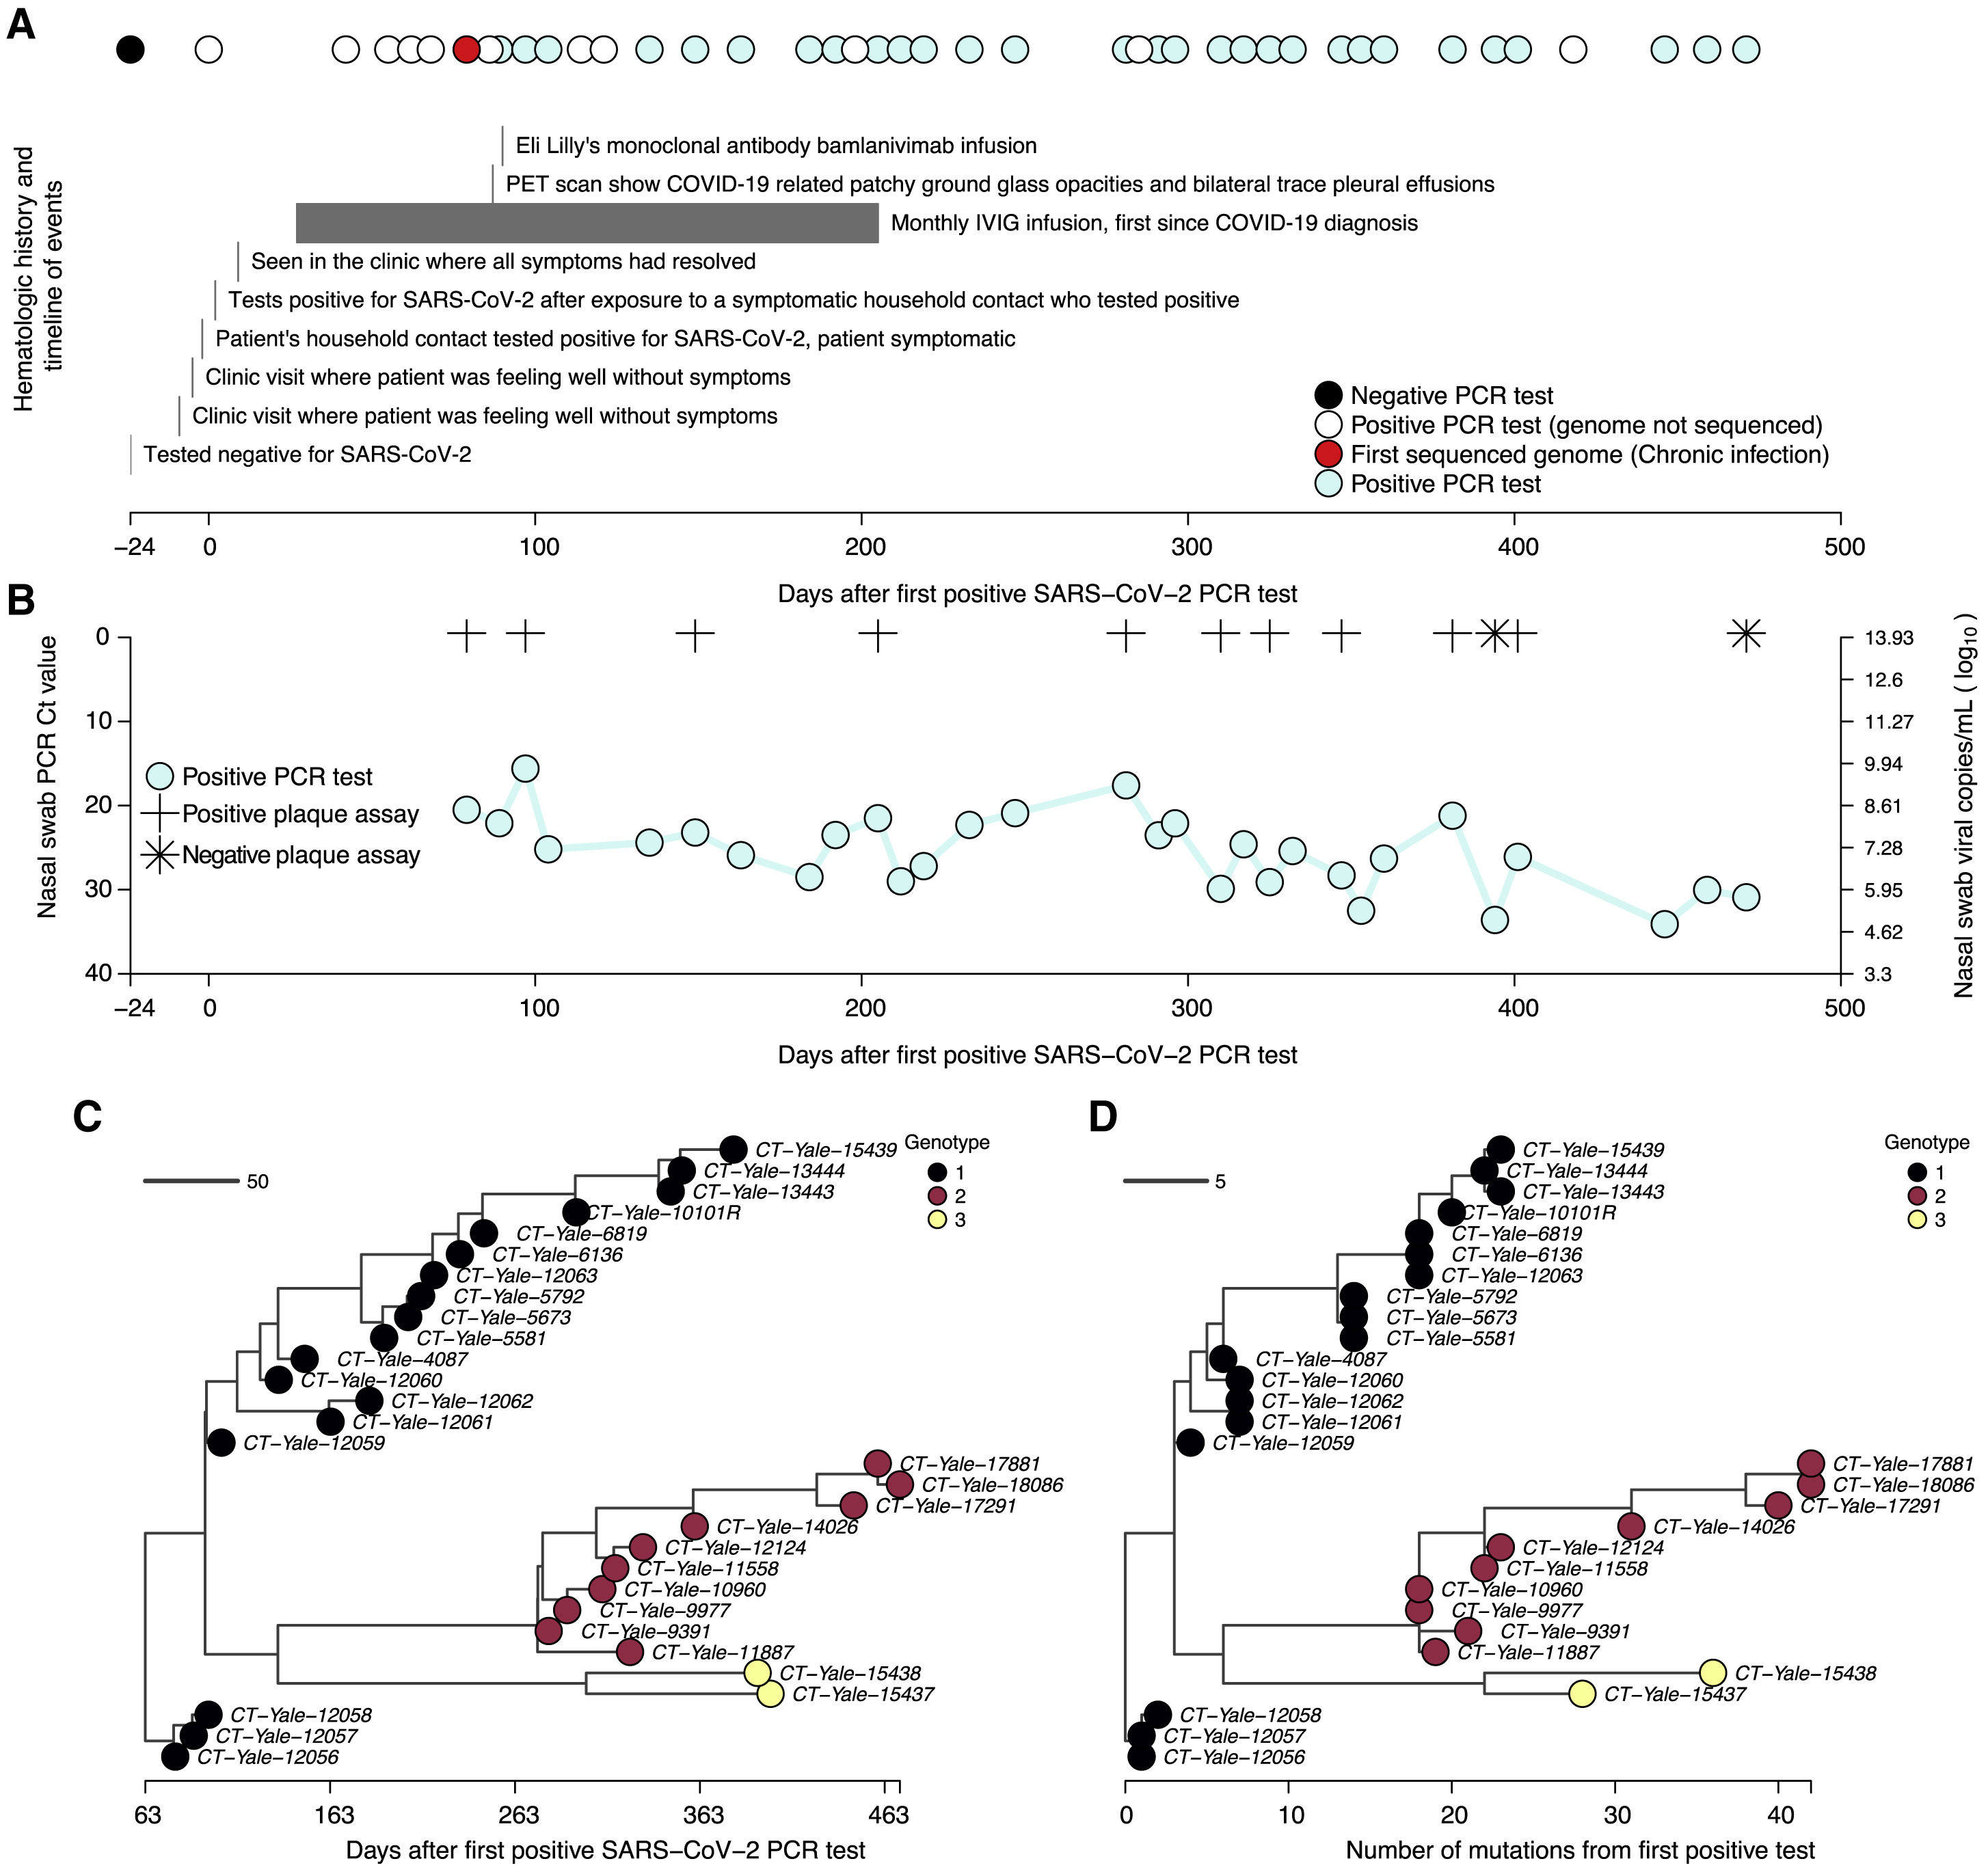 A
Hematologic history and
timeline of events
Eli Lilly's monoclonal antibody bamlanivimab infusion
PET scan show COVID-19 related patchy ground glass opacities and bilateral trace pleural effusions
Monthly IVIG infusion, first since COVID-19 diagnosis
Seen in the clinic where all symptoms had resolved
Tests positive for SARS-CoV-2 after exposure to a symptomatic household contact who tested positive
Patient's household contact tested positive for SARS-CoV-2, patient symptomatic
Clinic visit where patient was feeling well without symptoms
Clinic visit where patient was feeling well without symptoms
Tested negative for SARS-CoV-2
Negative PCR test
Positive PCR test (genome not sequenced)
First sequenced genome (Chronic infection)
Positive PCR test
−24 0 100 200 300 400 500
Days after first positive SARS−CoV−2 PCR test
B
Nasal swab PCR Ct value
0
10
20
30
40
Positive PCR test
Positive plaque assay
Negative plaque assay
13.93
12.6
11.27
9.94
8.61
7.28
5.95
4.62
3.3
Nasal swab viral copies/mL ( log10 )
−24 0 100 200 300 400 500
Days after first positive SARS−CoV−2 PCR test
C
50
Genotype
1
2
3
CT−Yale−15439
CT−Yale−13444
CT−Yale−13443
CT−Yale−10101R
CT−Yale−6819
CT−Yale−6136
CT−Yale−12063
CT−Yale−5792
CT−Yale−5673
CT−Yale−5581
CT−Yale−4087
CT−Yale−12060
CT−Yale−12062
CT−Yale−12061
CT−Yale−12059
CT−Yale−17881
CT−Yale−18086
CT−Yale−17291
CT−Yale−14026
CT−Yale−12124
CT−Yale−11558
CT−Yale−10960
CT−Yale−9977
CT−Yale−9391
CT−Yale−11887
CT−Yale−15438
CT−Yale−15437
CT−Yale−12058
CT−Yale−12057
CT−Yale−12056
63 163 263 363 463
Days after first positive SARS−CoV−2 PCR test
D
5
Genotype
1
2
3
CT−Yale−15439
CT−Yale−13444
CT−Yale−13443
CT−Yale−10101R
CT−Yale−6819
CT−Yale−6136
CT−Yale−12063
CT−Yale−5792
CT−Yale−5673
CT−Yale−5581
CT−Yale−4087
CT−Yale−12060
CT−Yale−12062
CT−Yale−12061
CT−Yale−12059
CT−Yale−17881
CT−Yale−18086
CT−Yale−17291
CT−Yale−14026
CT−Yale−12124
CT−Yale−11558
CT−Yale−10960
CT−Yale−9977
CT−Yale−9391
CT−Yale−11887
CT−Yale−15438
CT−Yale−15437
CT−Yale−12058
CT−Yale−12057
CT−Yale−12056
0 10 20 30 40
Number of mutations from first positive test